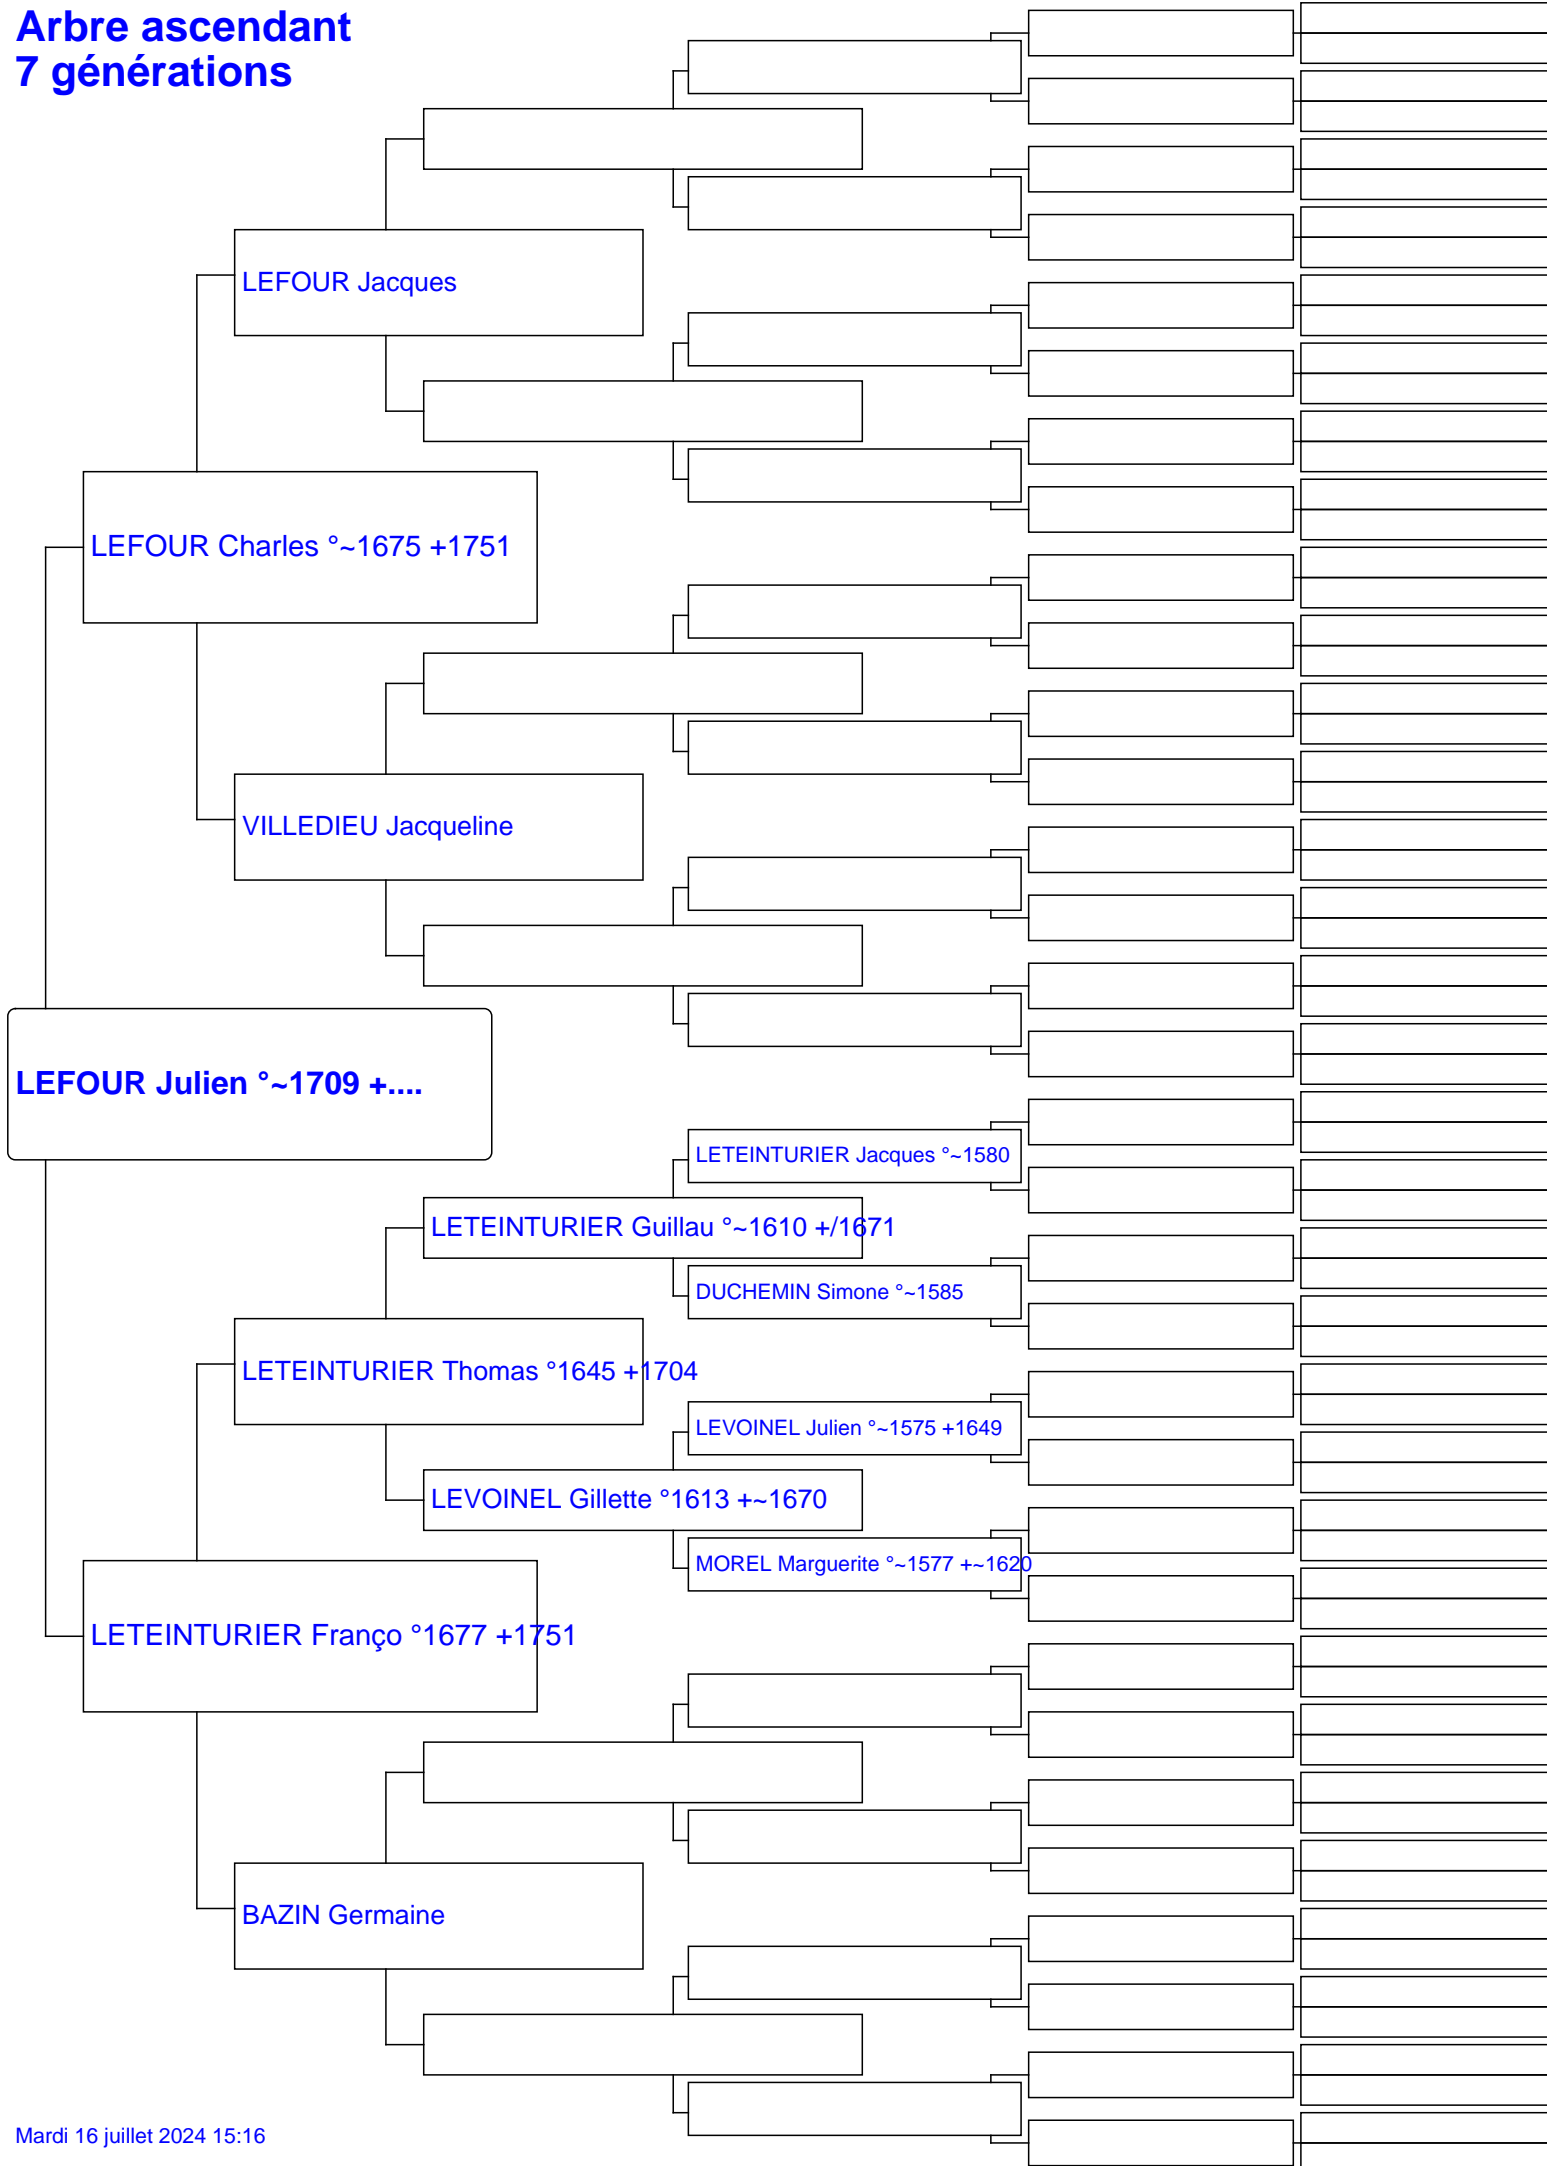 Arbre ascendant
7 générations
LEFOUR Jacques
LEFOUR Charles °~1675 +1751
VILLEDIEU Jacqueline
LEFOUR Julien °~1709 +....
LETEINTURIER Jacques °~1580
LETEINTURIER Guillau °~1610 +/1671
DUCHEMIN Simone °~1585
LETEINTURIER Thomas °1645 +1704
LEVOINEL Julien °~1575 +1649
LEVOINEL Gillette °1613 +~1670
MOREL Marguerite °~1577 +~1620
LETEINTURIER Franço °1677 +1751
BAZIN Germaine
Mardi 16 juillet 2024 15:16